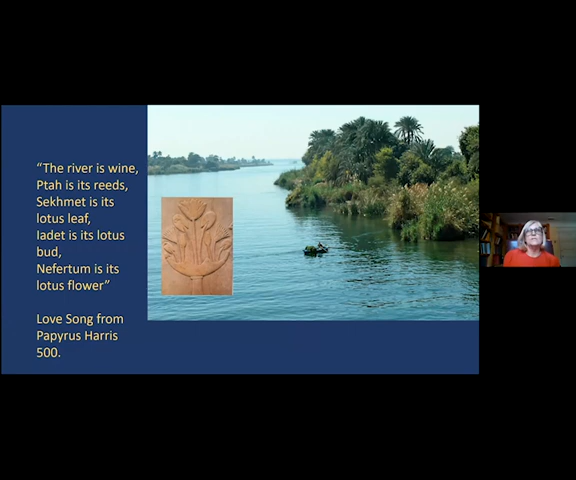 “The river is wine,
Ptah is its reeds,
Sekhmet is its
lotus leaf,
Iadet is its lotus
bud,
Nefertum is its
lotus flower”
Love Song from
Papyrus Harris
500.